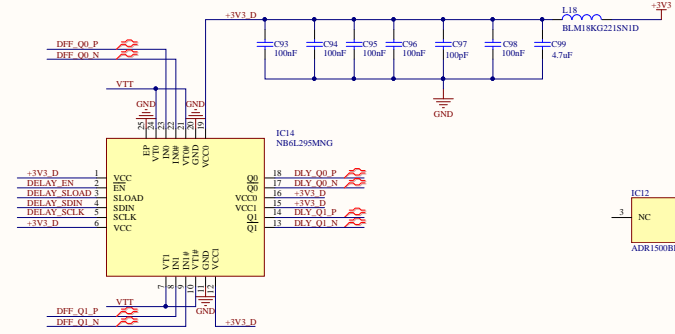 +3V3_D
L18
+3V3
BLM18KG221SN1D
C93
100nF
C94
100nF
C95
100nF
C96
100nF
C97
100pF
C98
100nF
C99
4.7uF
GND
DFF_Q0_P
DFF_Q0_N
VTT
GND
GND
25
24
23
22
21
20
19
IC14
NB6L295MNG
EP
VT0
IN0
IN0#
VT0#
GND
VCC0
+3V3_D 1 VCC
DELAY_EN 2 EN
DELAY_SLOAD 3 SLOAD
DELAY_SDIN 4 SDIN
DELAY_SCLK 5 SCLK
+3V3_D 6 VCC
Q0 18 DLY_Q0_P
Q0 17 DLY_Q0_N
VCC0 16 +3V3_D
VCC1 15 +3V3_D
Q1 14 DLY_Q1_P
Q1 13 DLY_Q1_N
VT1
IN1
IN1#
VT1#
GND
VCC1
7
8
9
10
11
12
VTT
GND
DFF_Q1_P
DFF_Q1_N
+3V3_D
IC12
3 NC